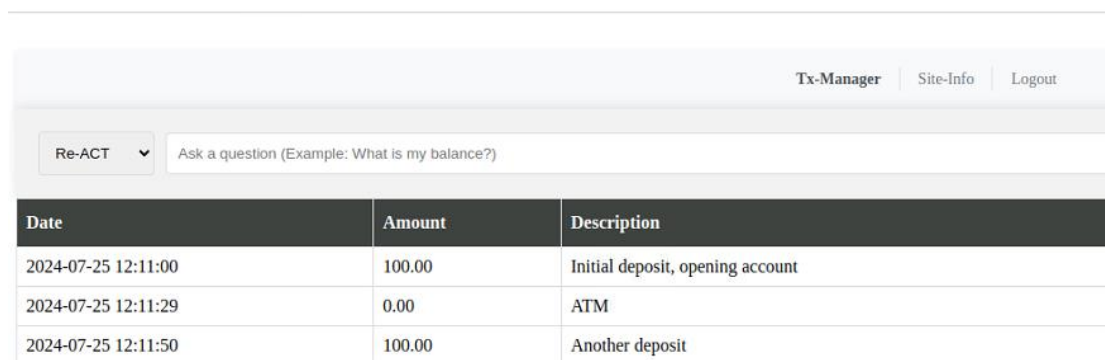 Tx-Manager Site-Info Logout
Re-ACT Ask a question (Example: What is my balance?)
Date Amount Description
2024-07-25 12:11:00 100.00 Initial deposit, opening account
2024-07-25 12:11:29 0.00 ATM
2024-07-25 12:11:50 100.00 Another deposit